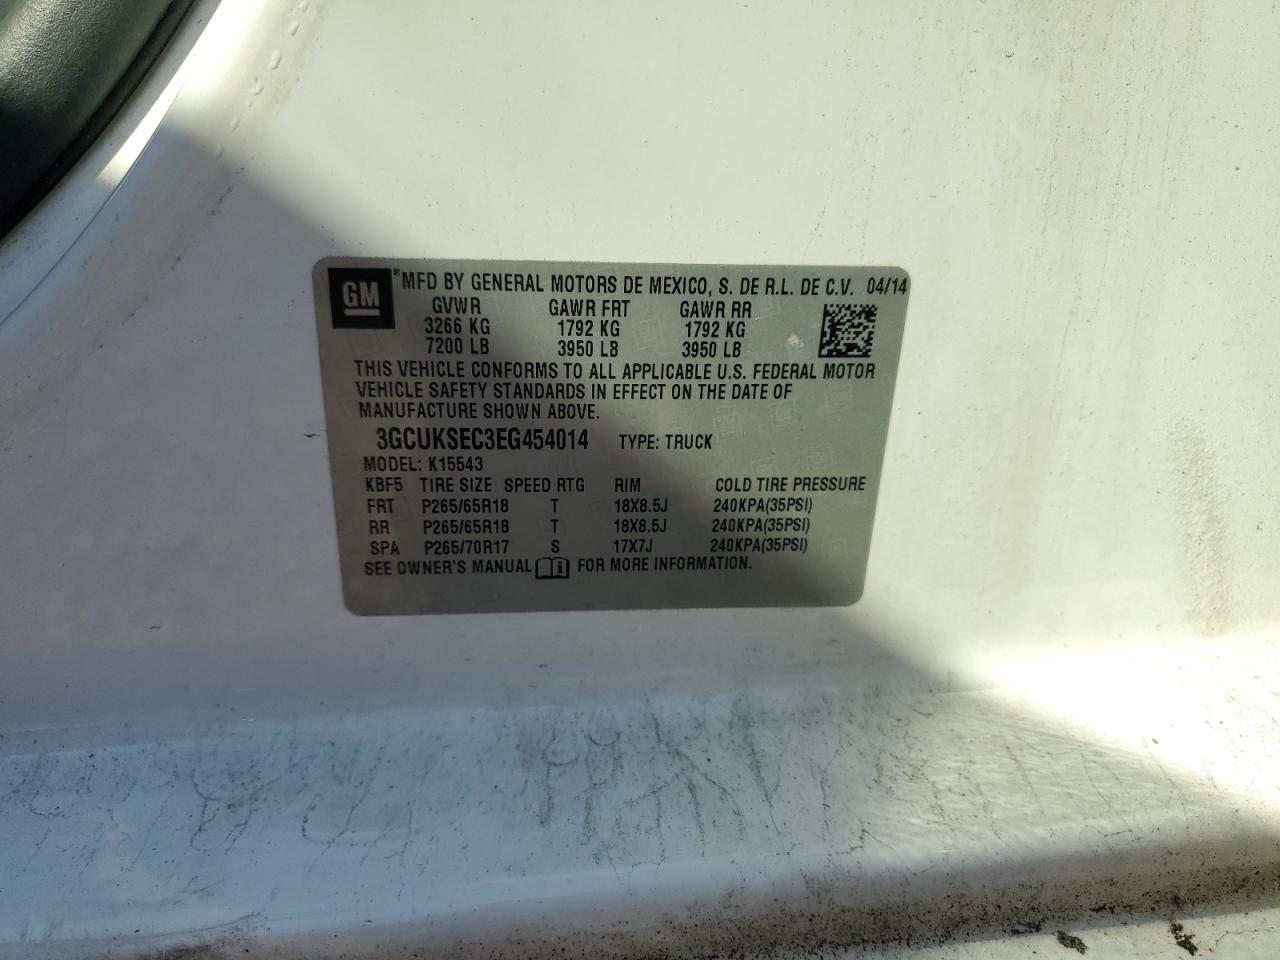 GM
*MFD BY GENERAL MOTORS DE MEXICO, S. DE R.L. DE C.V. 04/14
GVWR GAWR FRT GAWR RR
3266 KG 1792 KG 1792 KG
7200 LB 3950 LB 3950 LB
THIS VEHICLE CONFORMS TO ALL APPLICABLE U.S. FEDERAL MOTOR
VEHICLE SAFETY STANDARDS IN EFFECT ON THE DATE OF
MANUFACTURE SHOWN ABOVE.
3GCUKSEC3EG454014 TYPE: TRUCK
MODEL: K15543
KBF5 TIRE SIZE SPEED RTG RIM COLD TIRE PRESSURE
FRT P265/65R18 T 18X8.5J 240KPA(35PSI)
RR P265/65R18 T 18X8.5J 240KPA(35PSI)
SPA P265/70R17 S 17X7J 240KPA(35PSI)
SEE OWNER'S MANUAL i FOR MORE INFORMATION.